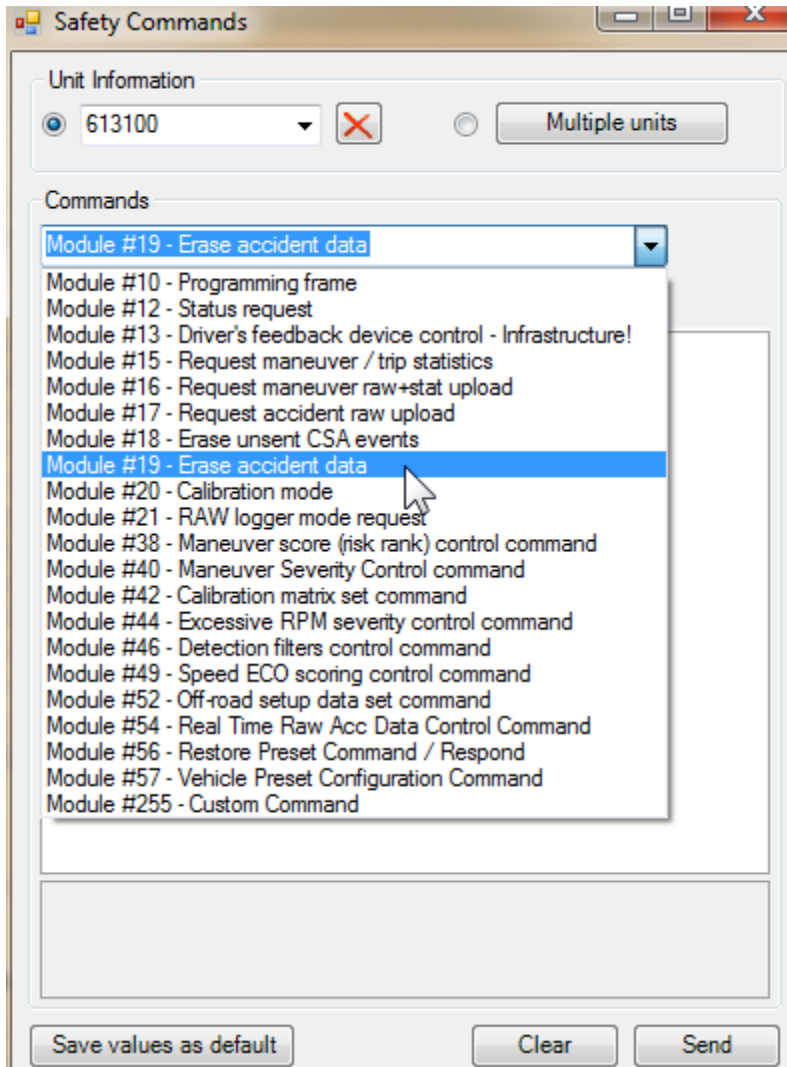 Safety Commands
Unit Information
613100
Multiple units
Commands
Module #19 - Erase accident data
Module #10 - Programming frame
Module #12 - Status request
Module #13 - Driver's feedback device control - Infrastructure!
Module #15 - Request maneuver / trip statistics
Module #16 - Request maneuver raw+stat upload
Module #17 - Request accident raw upload
Module #18 - Erase unsent CSA events
Module #19 - Erase accident data
Module #20 - Calibration mode
Module #21 - RAW logger mode request
Module #38 - Maneuver score (risk rank) control command
Module #40 - Maneuver Severity Control command
Module #42 - Calibration matrix set command
Module #44 - Excessive RPM severity control command
Module #46 - Detection filters control command
Module #49 - Speed ECO scoring control command
Module #52 - Off-road setup data set command
Module #54 - Real Time Raw Acc Data Control Command
Module #56 - Restore Preset Command / Respond
Module #57 - Vehicle Preset Configuration Command
Module #255 - Custom Command
Save values as default
Clear
Send